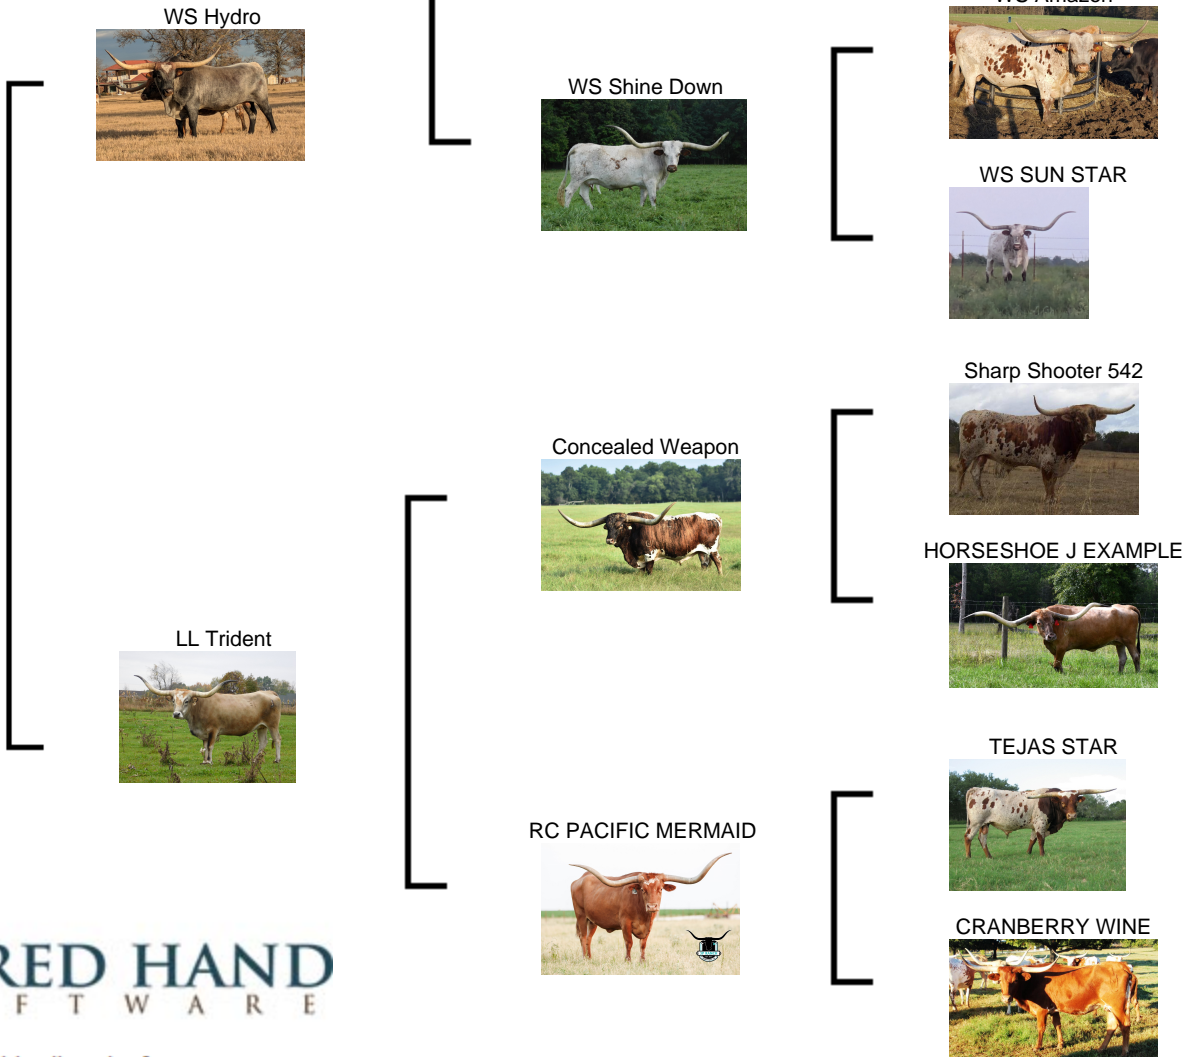 WS Hydro
WS Shine Down
WS SUN STAR
Sharp Shooter 542
Concealed Weapon
HORSESHOE J EXAMPLE
LL Trident
TEJAS STAR
RC PACIFIC MERMAID
CRANBERRY WINE
RED HAND
F T W A R E